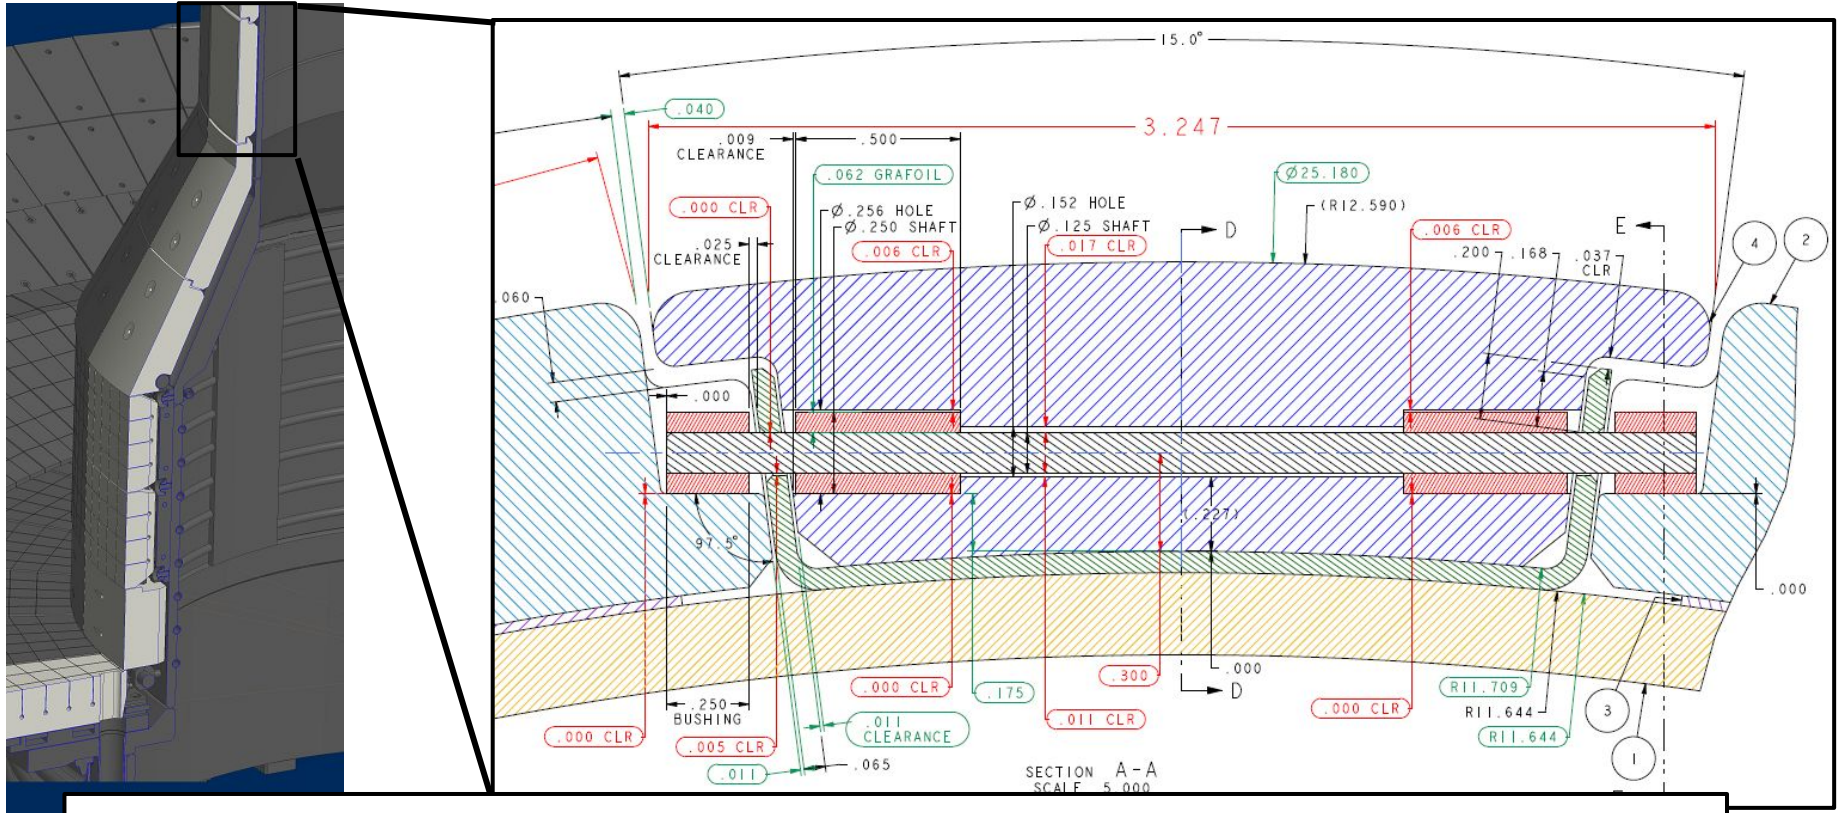 15.0°
.040
3.247
.009
CLEARANCE
.500
.062 GRAFOIL
Ø25.180
.000 CLR
Ø.256 HOLE
Ø.250 SHAFT
Ø.152 HOLE
Ø.125 SHAFT
(R12.590)
D
E
4
2
.025
CLEARANCE
.006 CLR
.017 CLR
.006 CLR
.200
.168
.037
CLR
.060
.000
(.227)
97.5°
.000
.250
BUSHING
.000 CLR
.005 CLR
.011
.065
.011
CLEARANCE
.000 CLR
.175
.011 CLR
.300
.000
D
.000 CLR
R11.709
R11.644
R11.644
3
1
SECTION A-A
SCALE 5.000